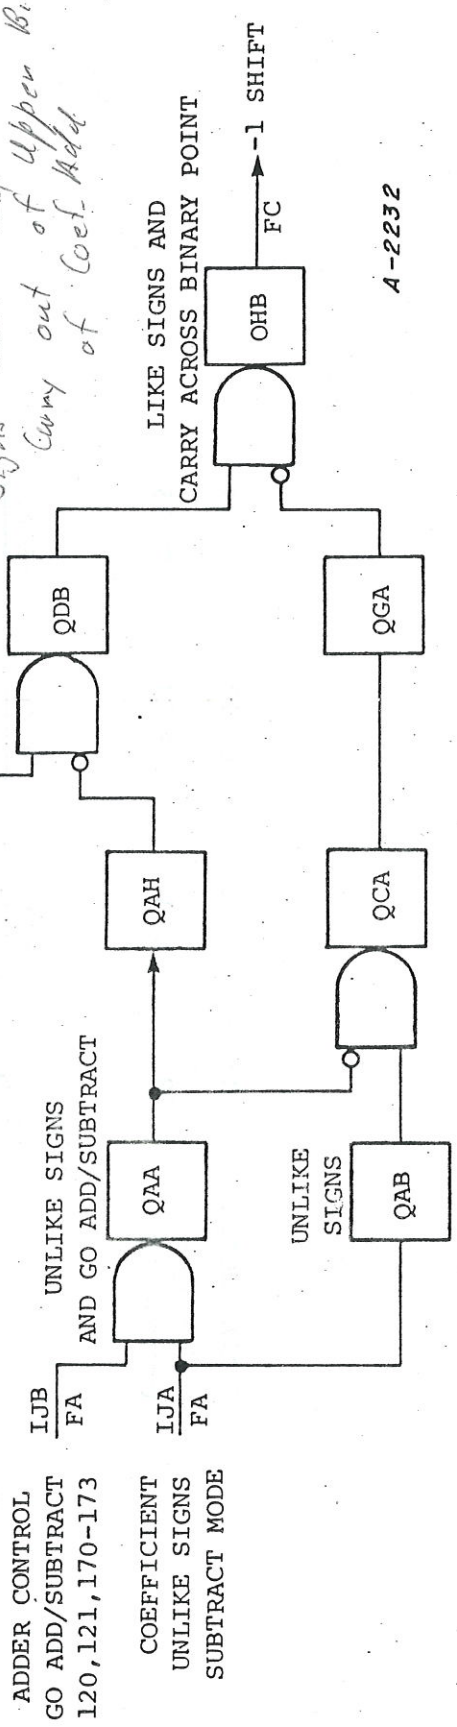 ADDER CONTROL
GO ADD/SUBTRACT
120,121,170-173
IJB
FA
COEFFICIENT
UNLIKE SIGNS
SUBTRACT MODE
IJA
FA
UNLIKE SIGNS
AND GO ADD/SUBTRACT
QAA
UNLIKE
SIGNS
QAB
QAH
QCA
QDB
QGA
Carry out of Upper
of Coef. Add
LIKE SIGNS AND
CARRY ACROSS BINARY POINT
OHB
FC
-1 SHIFT
A-2232